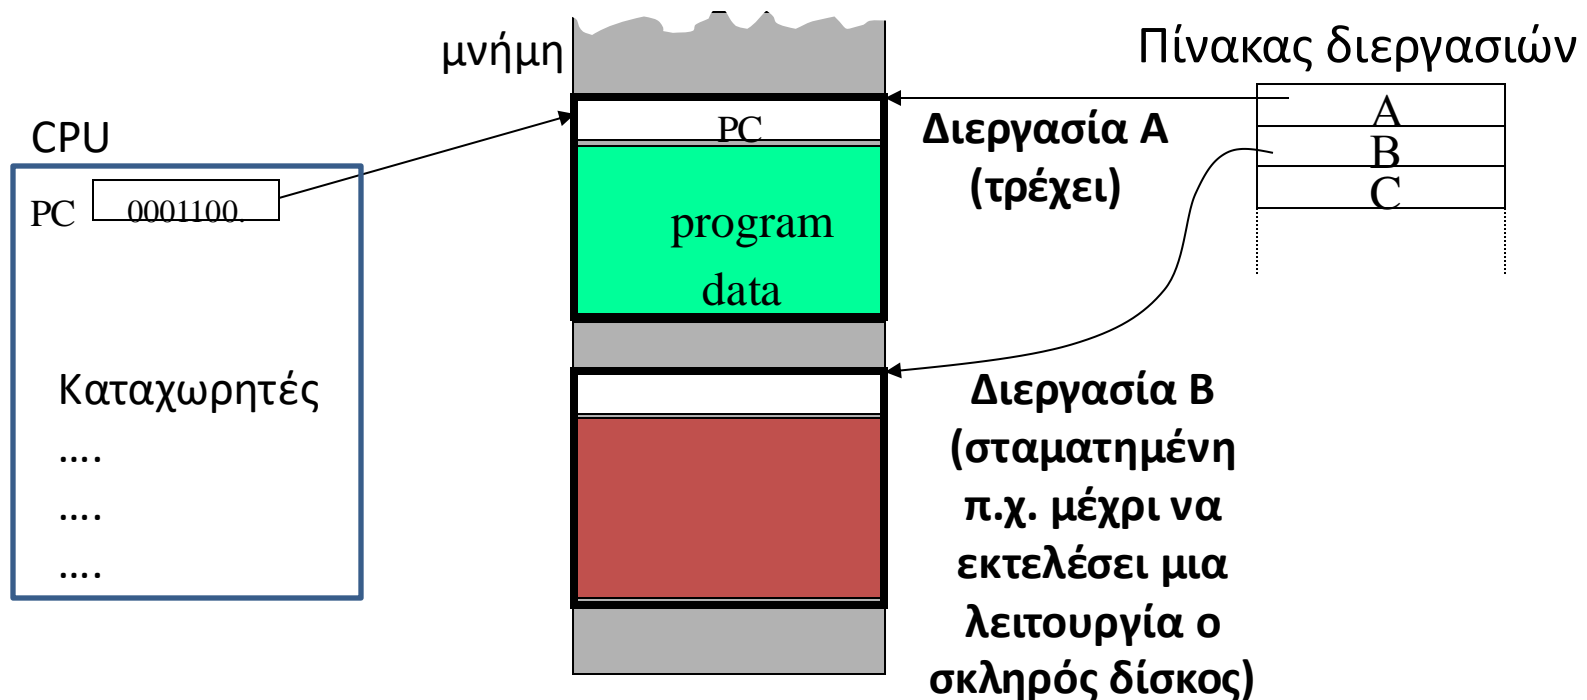 μνήμη
Πίνακας διεργασιών
CPU
PC 0001100.
Καταχωρητές
....
....
....
PC
program
data
Διεργασία Α
(τρέχει)
A
B
C
Διεργασία Β
(σταματημένη
π.χ. μέχρι να
εκτελέσει μια
λειτουργία ο
σκληρός δίσκος)